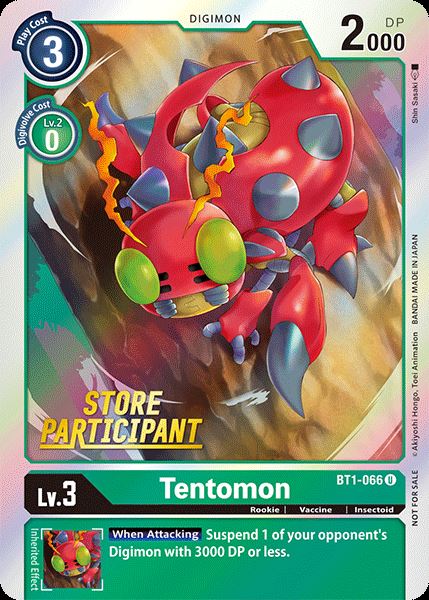 Play Cost
3
DIGIMON
DP
2000
Digivolve Cost
Lv.2
0
Shin Sasaki
© Akiyoshi Hongo, Toei Animation BANDAI MADE IN JAPAN
STORE
PARTICIPANT
BT1-066 U
Lv.3
Tentomon
Rookie | Vaccine | Insectoid
NOT FOR SALE
Inherited Effect
When Attacking Suspend 1 of your opponent's
Digimon with 3000 DP or less.